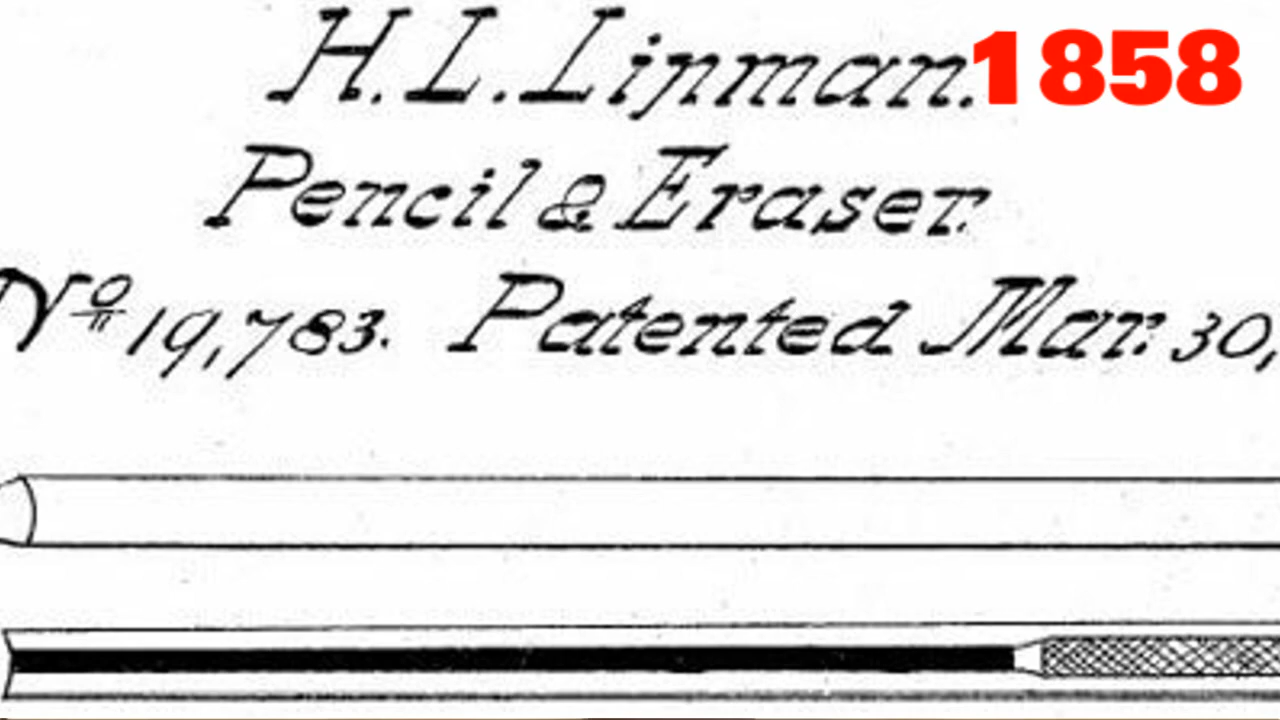 H. L. Lipman. 1858
Pencil & Eraser.
Nº 19,783. Patented Mar. 30,